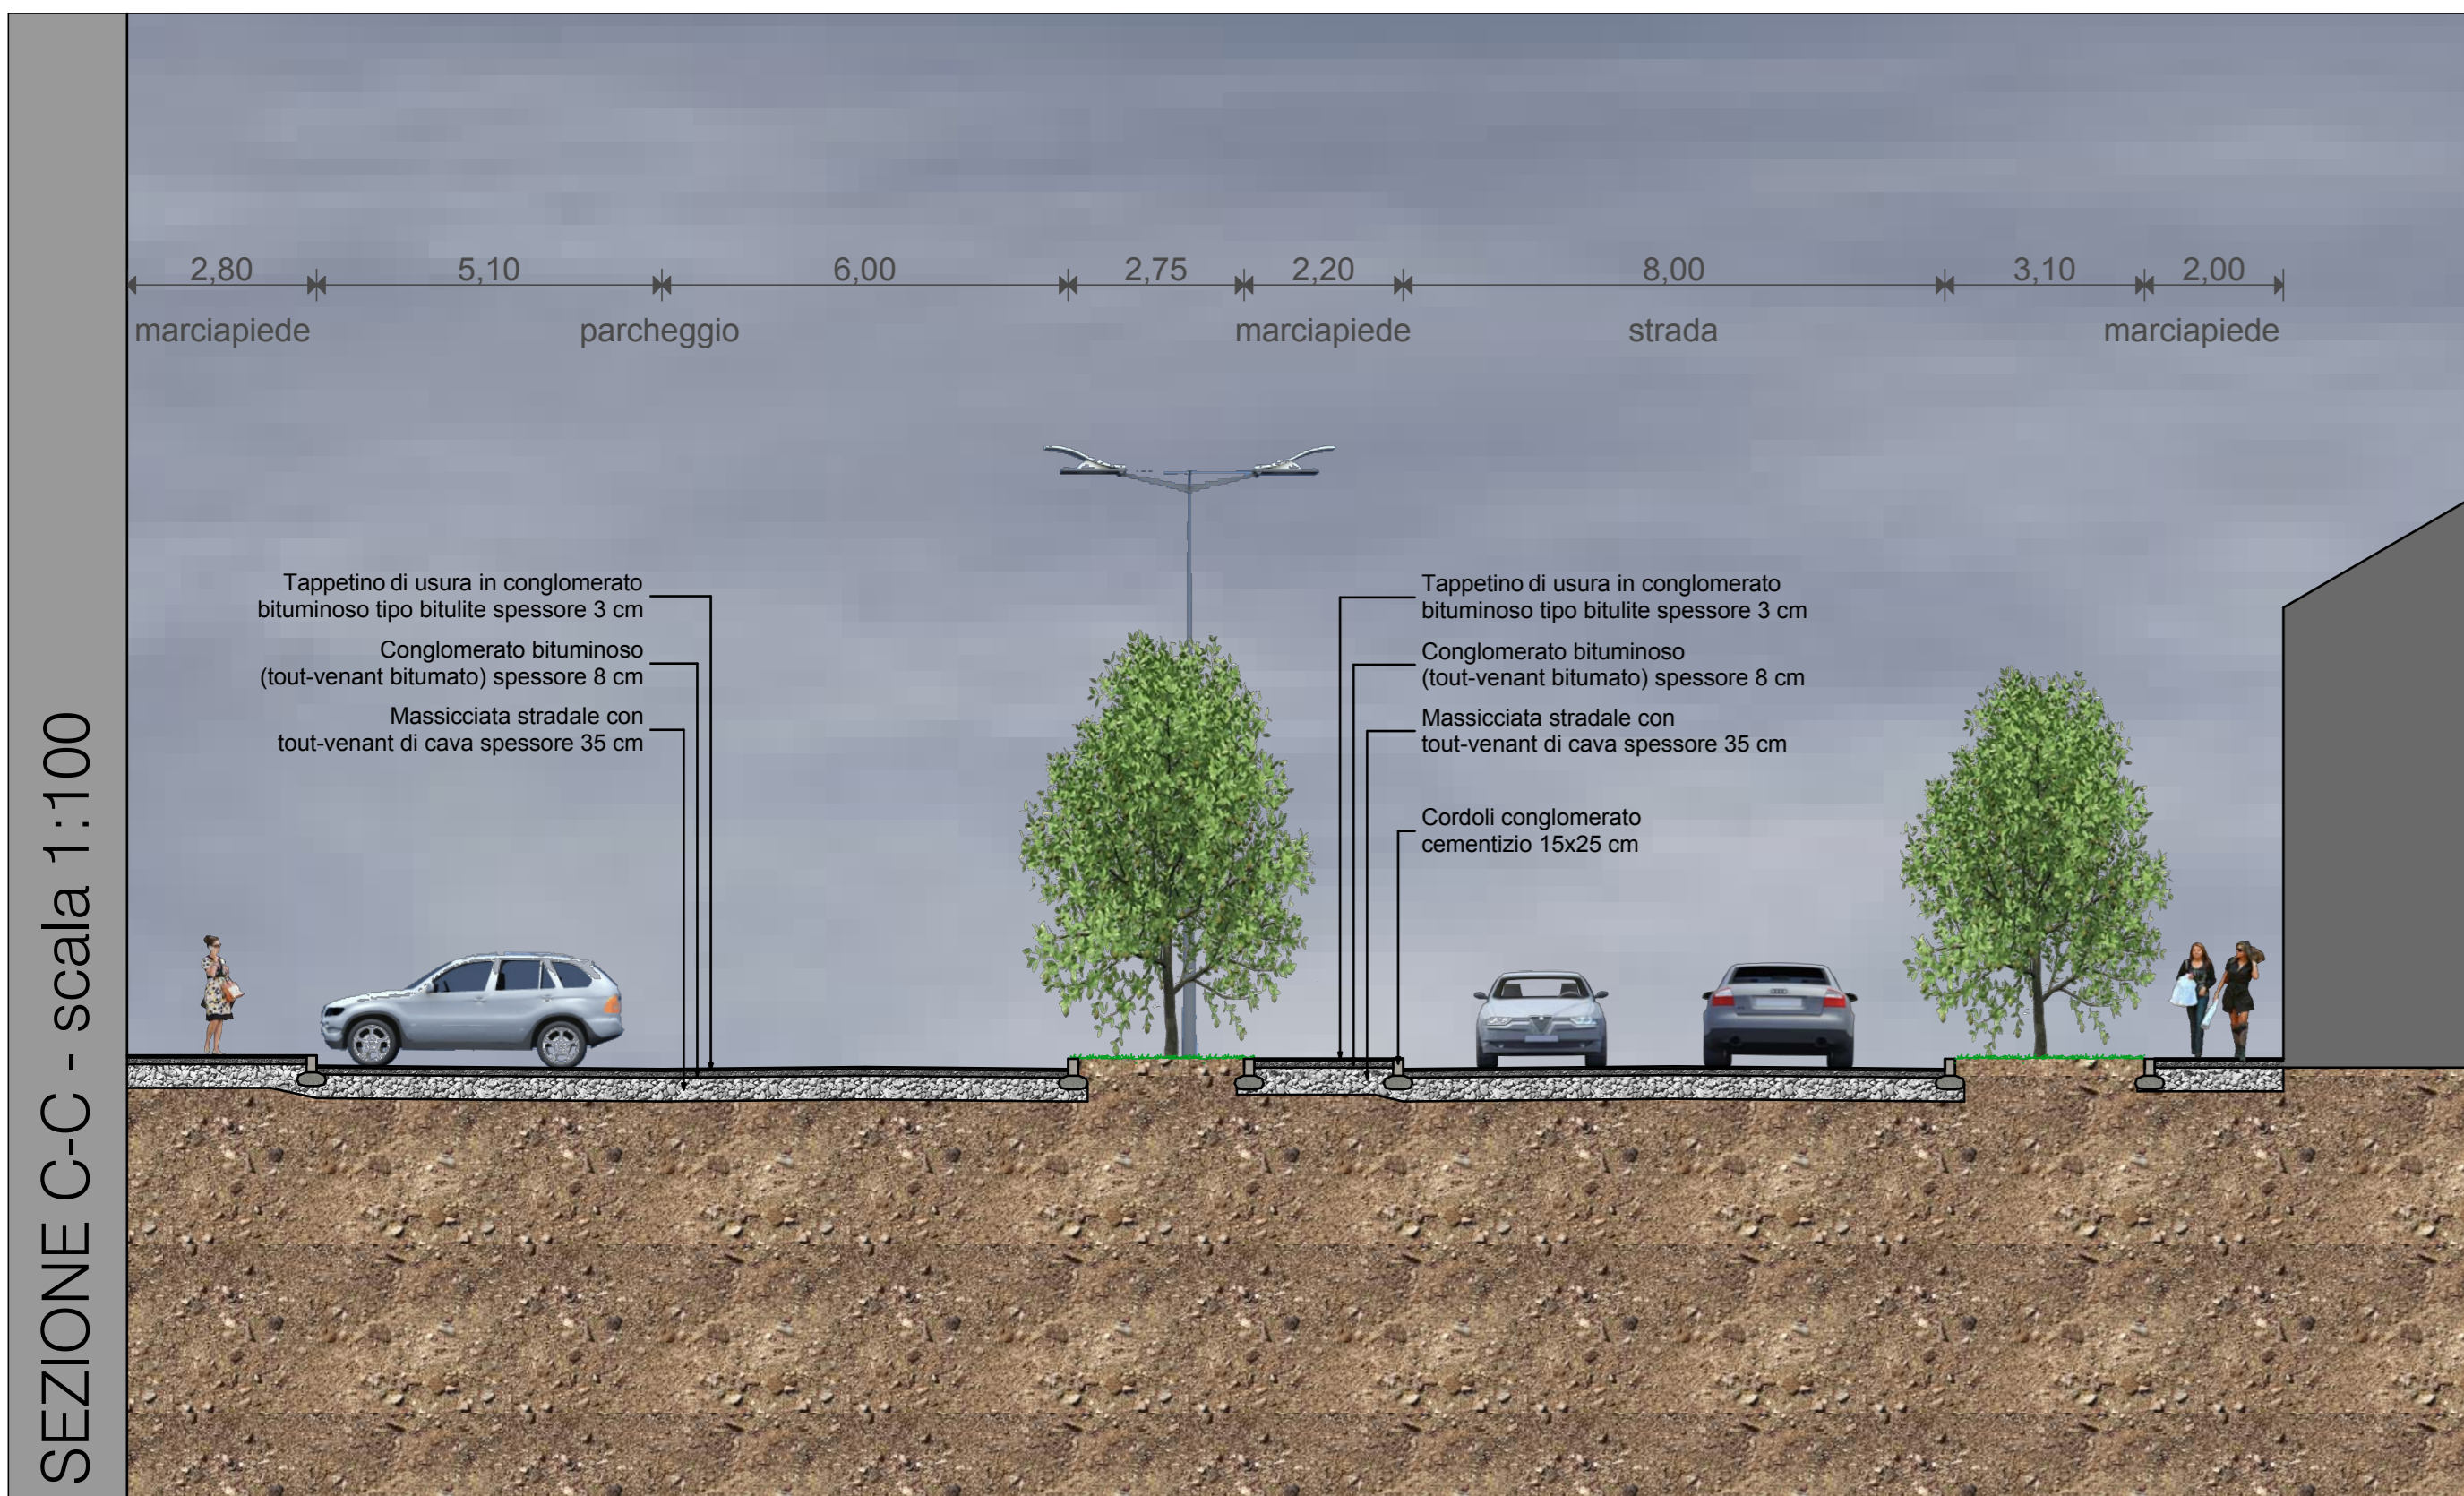 SEZIONE C-C - scala 1:100
2,80 5,10 6,00 2,75 2,20 8,00 3,10 2,00
marciapiede parcheggio marciapiede strada marciapiede
Tappetino di usura in conglomerato
bituminoso tipo bitulite spessore 3 cm
Conglomerato bituminoso
(tout-venant bitumato) spessore 8 cm
Massicciata stradale con
tout-venant di cava spessore 35 cm
Tappetino di usura in conglomerato
bituminoso tipo bitulite spessore 3 cm
Conglomerato bituminoso
(tout-venant bitumato) spessore 8 cm
Massicciata stradale con
tout-venant di cava spessore 35 cm
Cordoli conglomerato
cementizio 15x25 cm